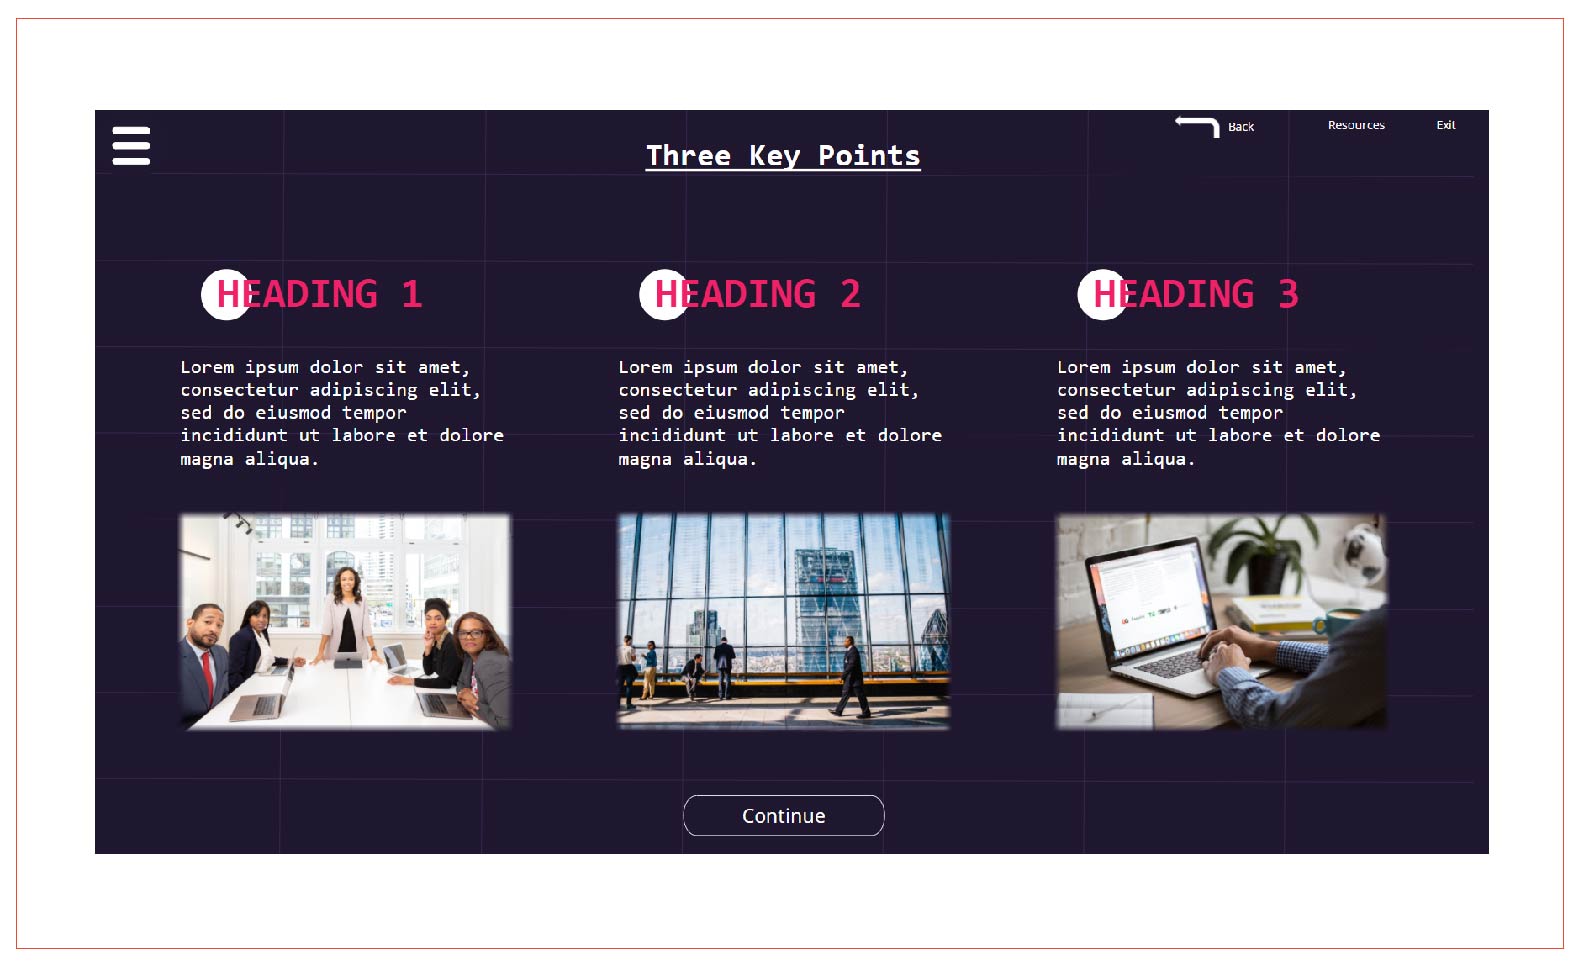 Back
Resources
Exit
Three Key Points
HEADING 1
Lorem ipsum dolor sit amet,
consectetur adipiscing elit,
sed do eiusmod tempor
incididunt ut labore et dolore
magna aliqua.
HEADING 2
Lorem ipsum dolor sit amet,
consectetur adipiscing elit,
sed do eiusmod tempor
incididunt ut labore et dolore
magna aliqua.
HEADING 3
Lorem ipsum dolor sit amet,
consectetur adipiscing elit,
sed do eiusmod tempor
incididunt ut labore et dolore
magna aliqua.
Continue